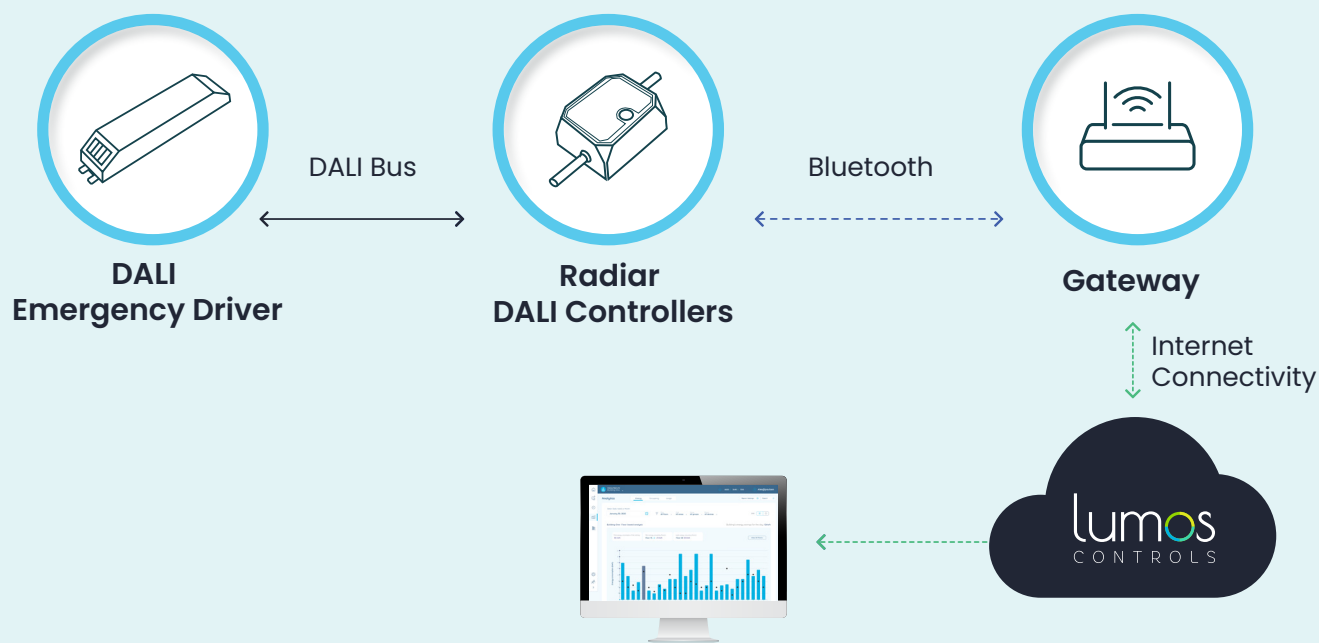 DALI Bus
Bluetooth
DALI
Emergency Driver
Radiar
DALI Controllers
Gateway
Internet
Connectivity
lumos
CONTROLS